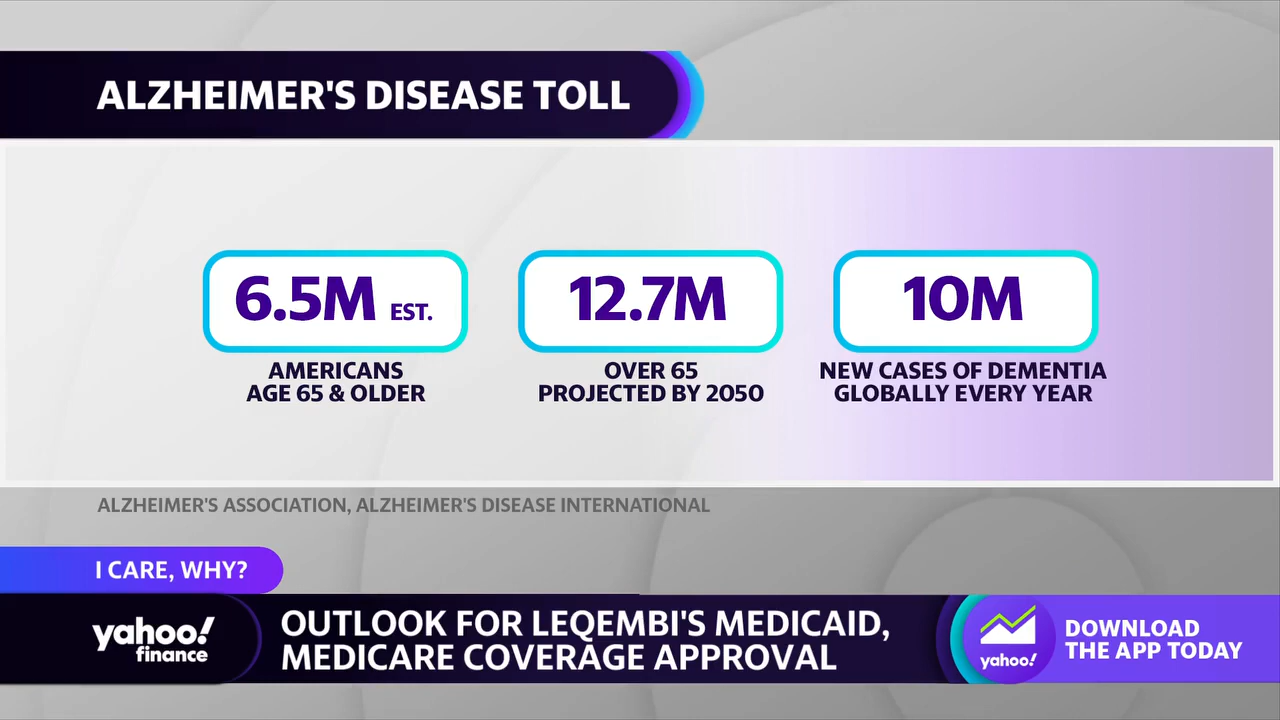 ALZHEIMER'S DISEASE TOLL
6.5M EST.
AMERICANS
AGE 65 & OLDER
12.7M
OVER 65
PROJECTED BY 2050
10M
NEW CASES OF DEMENTIA
GLOBALLY EVERY YEAR
ALZHEIMER'S ASSOCIATION, ALZHEIMER'S DISEASE INTERNATIONAL
I CARE, WHY?
yahoo!
finance
OUTLOOK FOR LEQEMBI'S MEDICAID,
MEDICARE COVERAGE APPROVAL
yahoo!
DOWNLOAD
THE APP TODAY